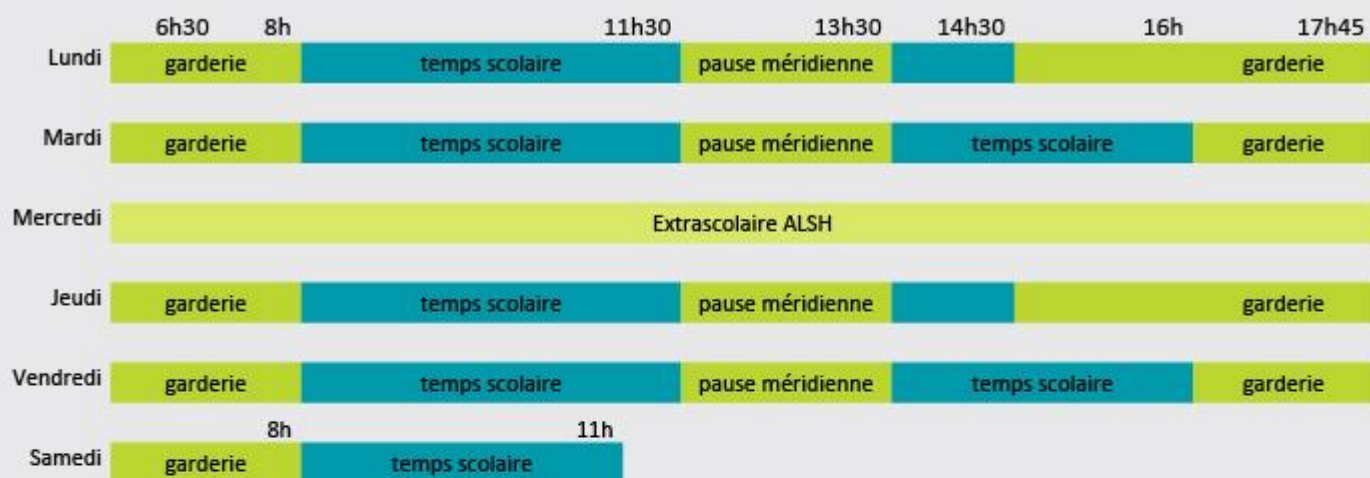 6h30 8h 11h30 13h30 14h30 16h 17h45
Lundi garderie temps scolaire pause méridienne garderie
Mardi garderie temps scolaire pause méridienne temps scolaire garderie
Mercredi Extrascolaire ALSH
Jeudi garderie temps scolaire pause méridienne garderie
Vendredi garderie temps scolaire pause méridienne temps scolaire garderie
8h 11h
Samedi garderie temps scolaire